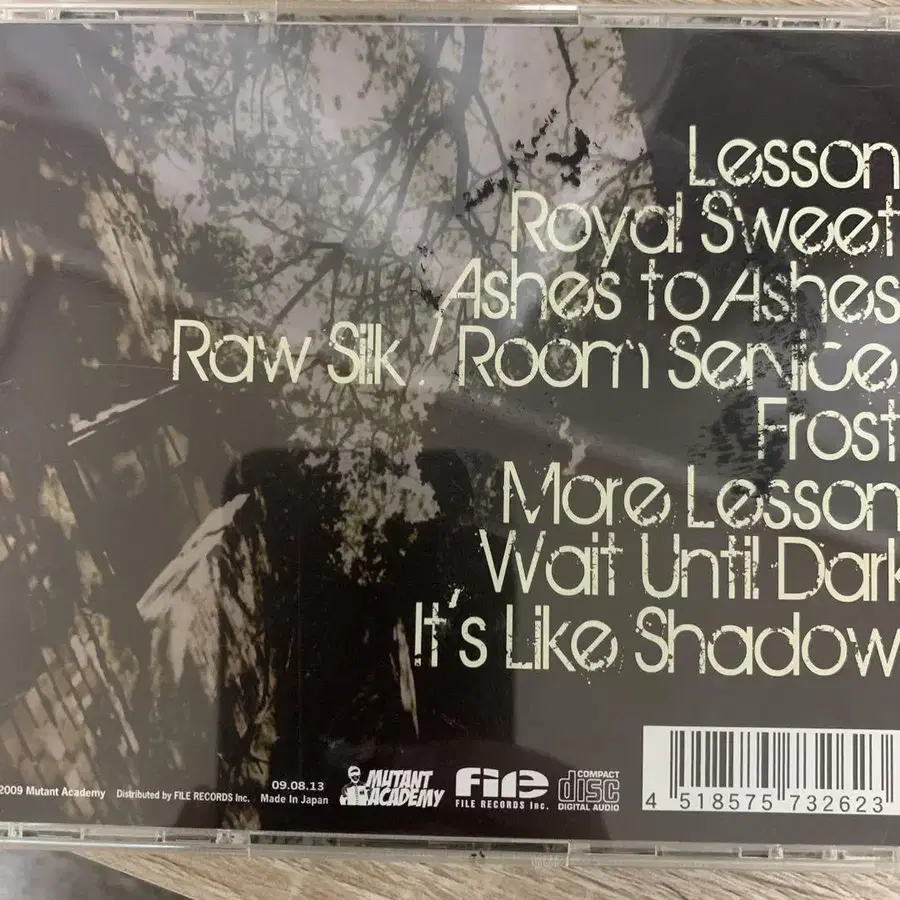 Lesson
Royal Sweet
Ashes to Ashes
Raw Silk / Room Service
Frost
More Lesson
Wait Until Dark
It's Like Shadow
2009 Mutant Academy
Distributed by FILE RECORDS Inc.
09.08.13
Made In Japan
MUTANT
ACADEMY
FILE
FILE RECORDS Inc.
COMPACT
disc
DIGITAL AUDIO
4 518575 732623